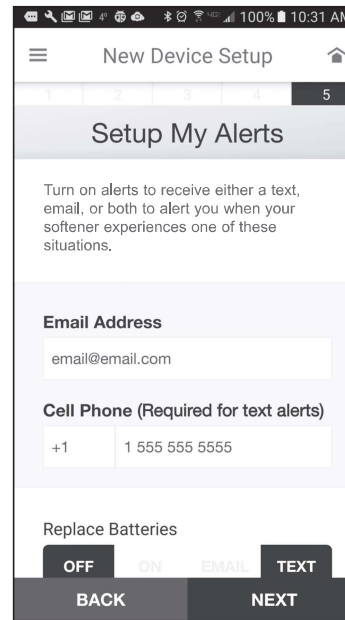 4° 4G LTE 100% 10:31 AM
New Device Setup
1 2 3 4 5
Setup My Alerts
Turn on alerts to receive either a text,
email, or both to alert you when your
softener experiences one of these
situations.
Email Address
email@email.com
Cell Phone (Required for text alerts)
+1 1 555 555 5555
Replace Batteries
OFF ON EMAIL TEXT
BACK NEXT